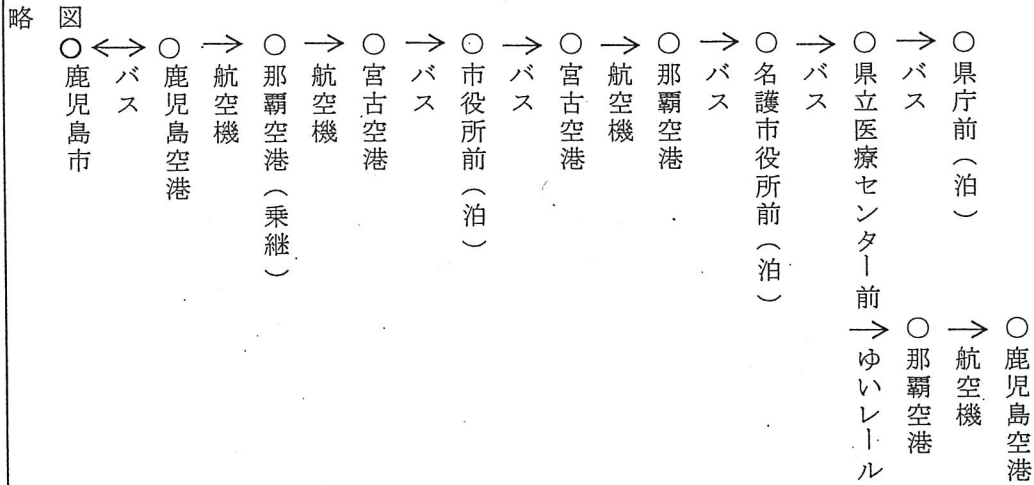 略図
○ ←→ ○ → ○ → ○ → ○ → ○ → ○ → ○ → ○ → ○
鹿児島市
バス
鹿児島空港
航空機
那覇空港（乗継）
航空機
宮古空港
バス
市役所前（泊）
バス
宮古空港
航空機
那覇空港
バス
名護市役所前（泊）
バス
県立医療センター前
バス
県庁前（泊）
→ ○ → ○
ゆいレール
那覇空港
航空機
鹿児島空港